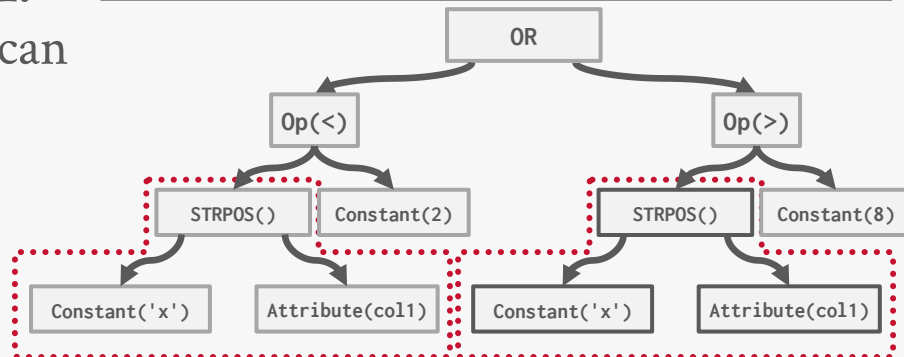 can
OR
Op(<)
Op(>)
STRPOS()
Constant(2)
STRPOS()
Constant(8)
Constant('x')
Attribute(col1)
Constant('x')
Attribute(col1)